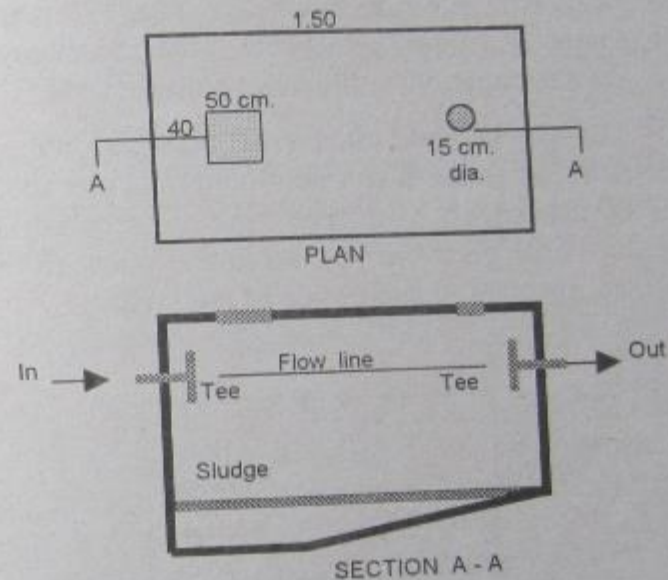 1.50
50 cm.
40
15 cm.
dia.
A
A
PLAN
In
Flow line
Out
Tee
Tee
Sludge
SECTION A - A